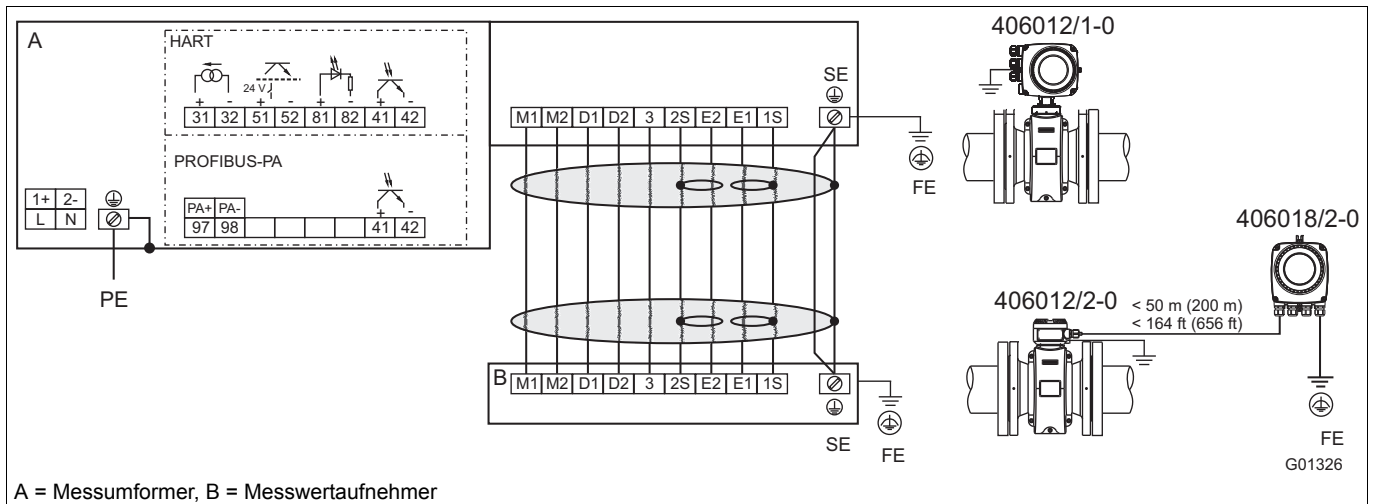 A
HART
24 V
+ - + - + - + -
31 32 51 52 81 82 41 42
PROFIBUS-PA
+ -
PA+ PA-
97 98 41 42
1+ 2-
L N
PE
M1 M2 D1 D2 3 2S E2 E1 1S
SE
FE
B
M1 M2 D1 D2 3 2S E2 E1 1S
SE
FE
406012/1-0
406018/2-0
406012/2-0
< 50 m (200 m)
< 164 ft (656 ft)
FE
G01326
A = Messumformer, B = Messwertaufnehmer